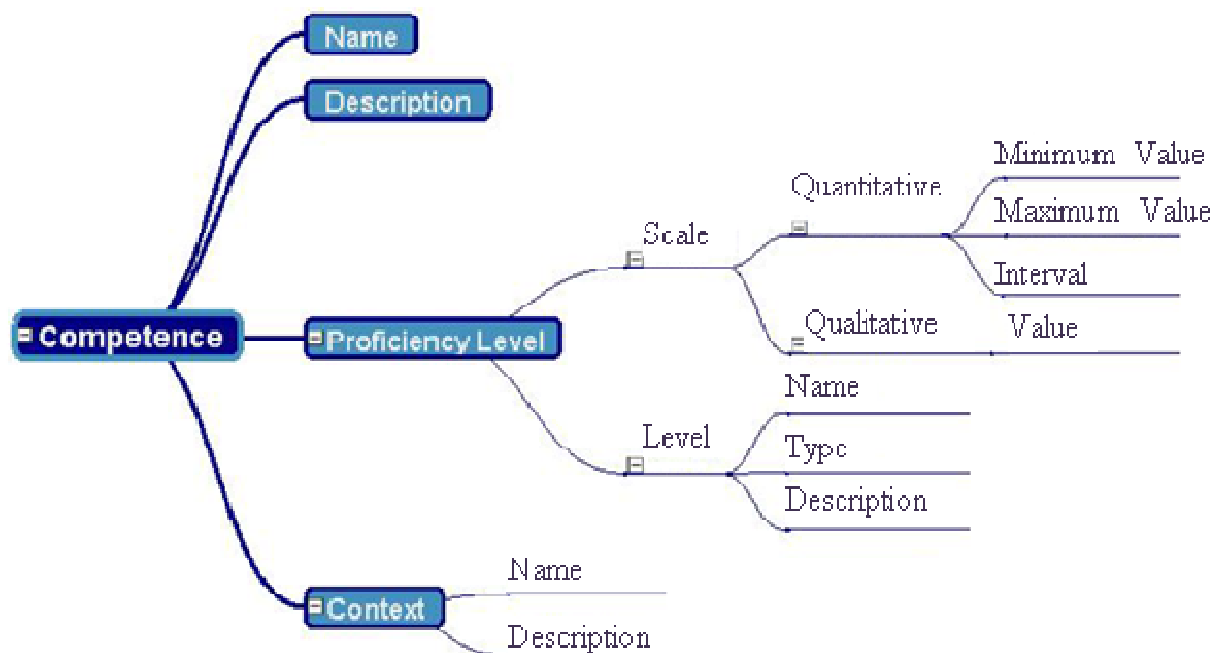 Name
Description
Minimum Value
Quantitative
Maximum Value
Scale
Interval
Competence
Proficiency Level
Qualitative
Value
Name
Level
Type
Description
Name
Context
Description